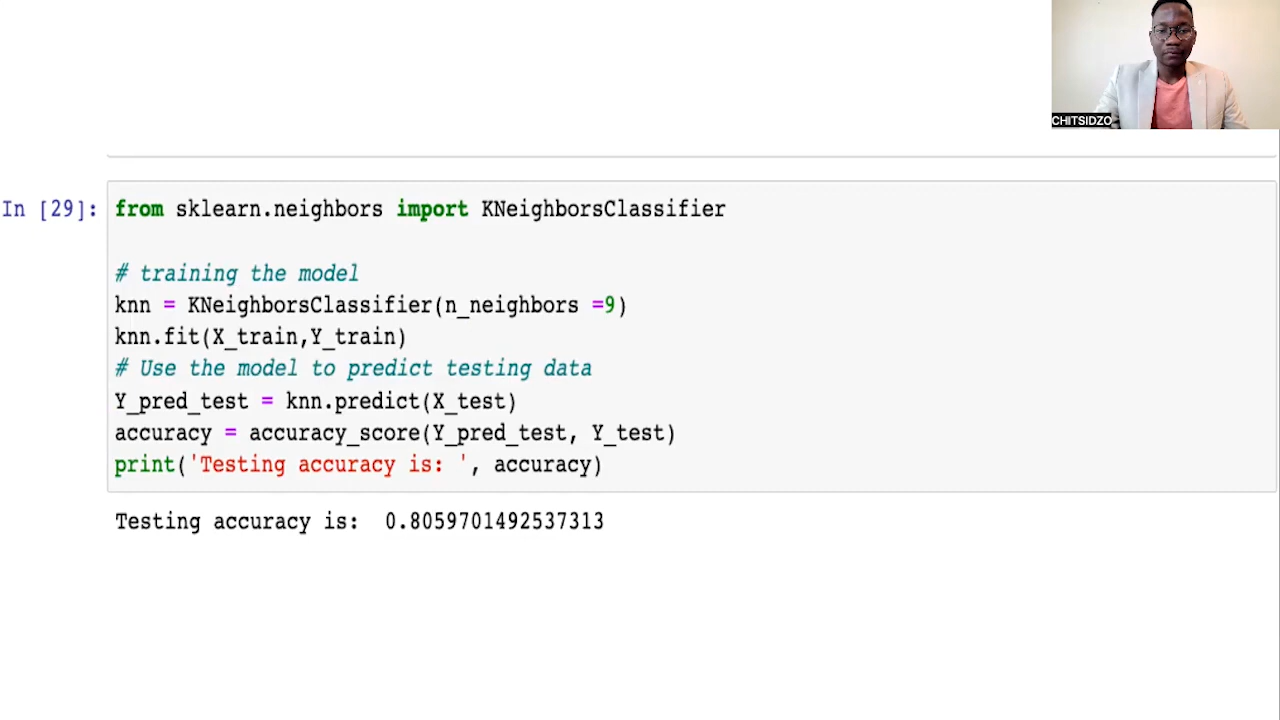 CHITSIDZO
In [29]: from sklearn.neighbors import KNeighborsClassifier
# training the model
knn = KNeighborsClassifier(n_neighbors =9)
knn.fit(X_train,Y_train)
# Use the model to predict testing data
Y_pred_test = knn.predict(X_test)
accuracy = accuracy_score(Y_pred_test, Y_test)
print('Testing accuracy is: ', accuracy)
Testing accuracy is:  0.8059701492537313